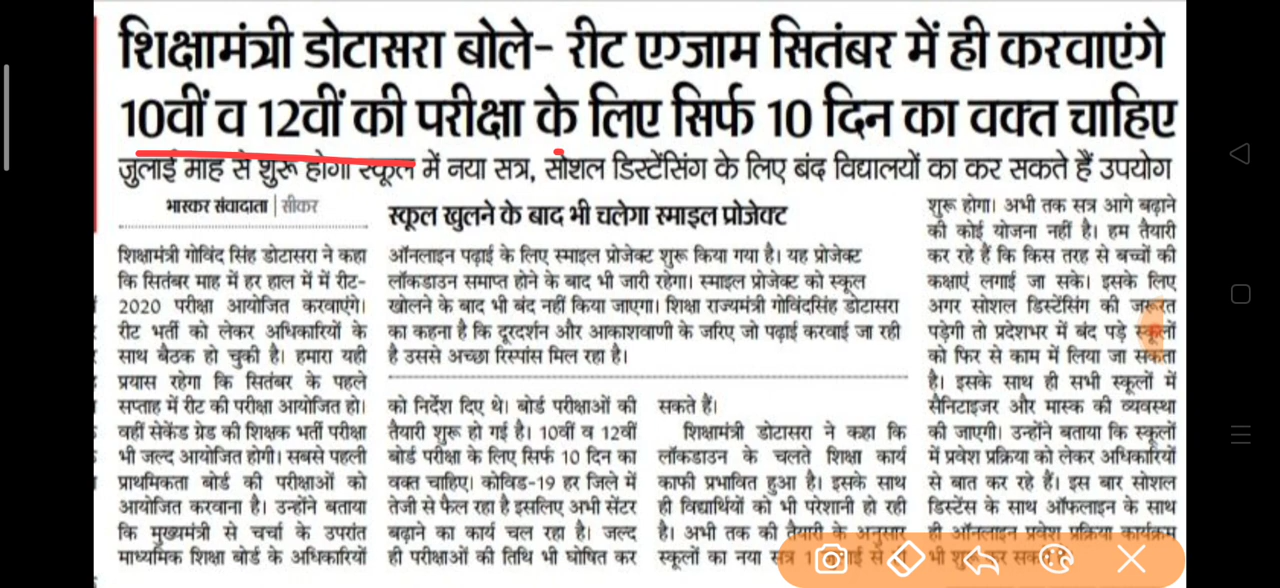 शिक्षामंत्री डोटासरा बोले- रीट एग्जाम सितंबर में ही करवाएंगे
10वीं व 12वीं की परीक्षा के लिए सिर्फ 10 दिन का वक्त चाहिए
जुलाई माह से शुरू होगा स्कूल में नया सत्र, सोशल डिस्टेंसिंग के लिए बंद विद्यालयों का कर सकते हैं उपयोग
भास्कर संवादाता | सीकर
शिक्षामंत्री गोविंद सिंह डोटासरा ने कहा
कि सितंबर माह में हर हाल में में रीट-
2020 परीक्षा आयोजित करवाएंगे।
रीट भर्ती को लेकर अधिकारियों के
साथ बैठक हो चुकी है। हमारा यही
प्रयास रहेगा कि सितंबर के पहले
सप्ताह में रीट की परीक्षा आयोजित हो।
वहीं सेकेंड ग्रेड की शिक्षक भर्ती परीक्षा
भी जल्द आयोजित होगी। सबसे पहली
प्राथमिकता बोर्ड की परीक्षाओं को
आयोजित करवाना है। उन्होंने बताया
कि मुख्यमंत्री से चर्चा के उपरांत
माध्यमिक शिक्षा बोर्ड के अधिकारियों
स्कूल खुलने के बाद भी चलेगा स्माइल प्रोजेक्ट
ऑनलाइन पढ़ाई के लिए स्माइल प्रोजेक्ट शुरू किया गया है। यह प्रोजेक्ट
लॉकडाउन समाप्त होने के बाद भी जारी रहेगा। स्माइल प्रोजेक्ट को स्कूल
खोलने के बाद भी बंद नहीं किया जाएगा। शिक्षा राज्यमंत्री गोविंदसिंह डोटासरा
का कहना है कि दूरदर्शन और आकाशवाणी के जरिए जो पढ़ाई करवाई जा रही
है उससे अच्छा रिस्पांस मिल रहा है।
को निर्देश दिए थे। बोर्ड परीक्षाओं की
तैयारी शुरू हो गई है। 10वीं व 12वीं
बोर्ड परीक्षा के लिए सिर्फ 10 दिन का
वक्त चाहिए। कोविड-19 हर जिले में
तेजी से फैल रहा है इसलिए अभी सेंटर
बढ़ाने का कार्य चल रहा है। जल्द
ही परीक्षाओं की तिथि भी घोषित कर
सकते हैं।
शिक्षामंत्री डोटासरा ने कहा कि
लॉकडाउन के चलते शिक्षा कार्य
काफी प्रभावित हुआ है। इसके साथ
ही विद्यार्थियों को भी परेशानी हो रही
है। अभी तक की तैयारी के अनुसार
स्कूलों का नया सत्र 1 जुलाई से
शुरू होगा। अभी तक सत्र आगे बढ़ाने
की कोई योजना नहीं है। हम तैयारी
कर रहे हैं कि किस तरह से बच्चों की
कक्षाएं लगाई जा सके। इसके लिए
अगर सोशल डिस्टेंसिंग की जरूरत
पड़ेगी तो प्रदेशभर में बंद पड़े स्कूलों
को फिर से काम में लिया जा सकता
है। इसके साथ ही सभी स्कूलों में
सैनिटाइजर और मास्क की व्यवस्था
की जाएगी। उन्होंने बताया कि स्कूलों
में प्रवेश प्रक्रिया को लेकर अधिकारियों
से बात कर रहे हैं। इस बार सोशल
डिस्टेंस के साथ ऑफलाइन के साथ
ही ऑनलाइन प्रवेश प्रक्रिया कार्यक्रम
भी शुरू कर